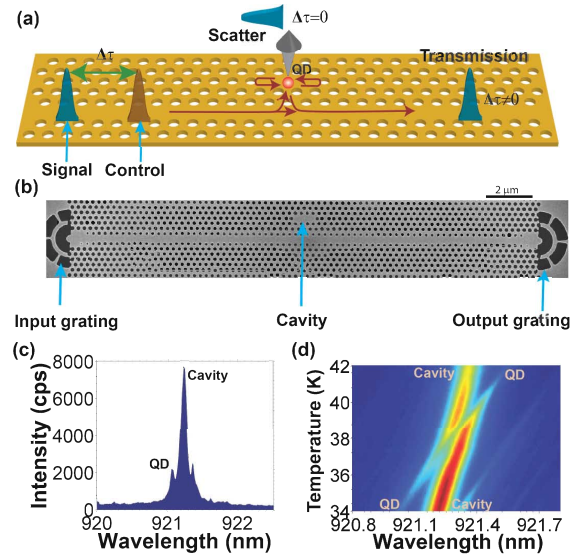 (a)
Δτ=0
Scatter
Δτ
QD
Transmission
Δτ≠0
Signal
Control
(b)
2 μm
Input grating
Cavity
Output grating
(c)
(d)
8000
6000
4000
2000
0
Intensity (cps)
Cavity
QD
920
921
922
Wavelength (nm)
42
40
38
36
34
Temperature (K)
Cavity
QD
QD
Cavity
920.8
921.1
921.4
921.7
Wavelength (nm)